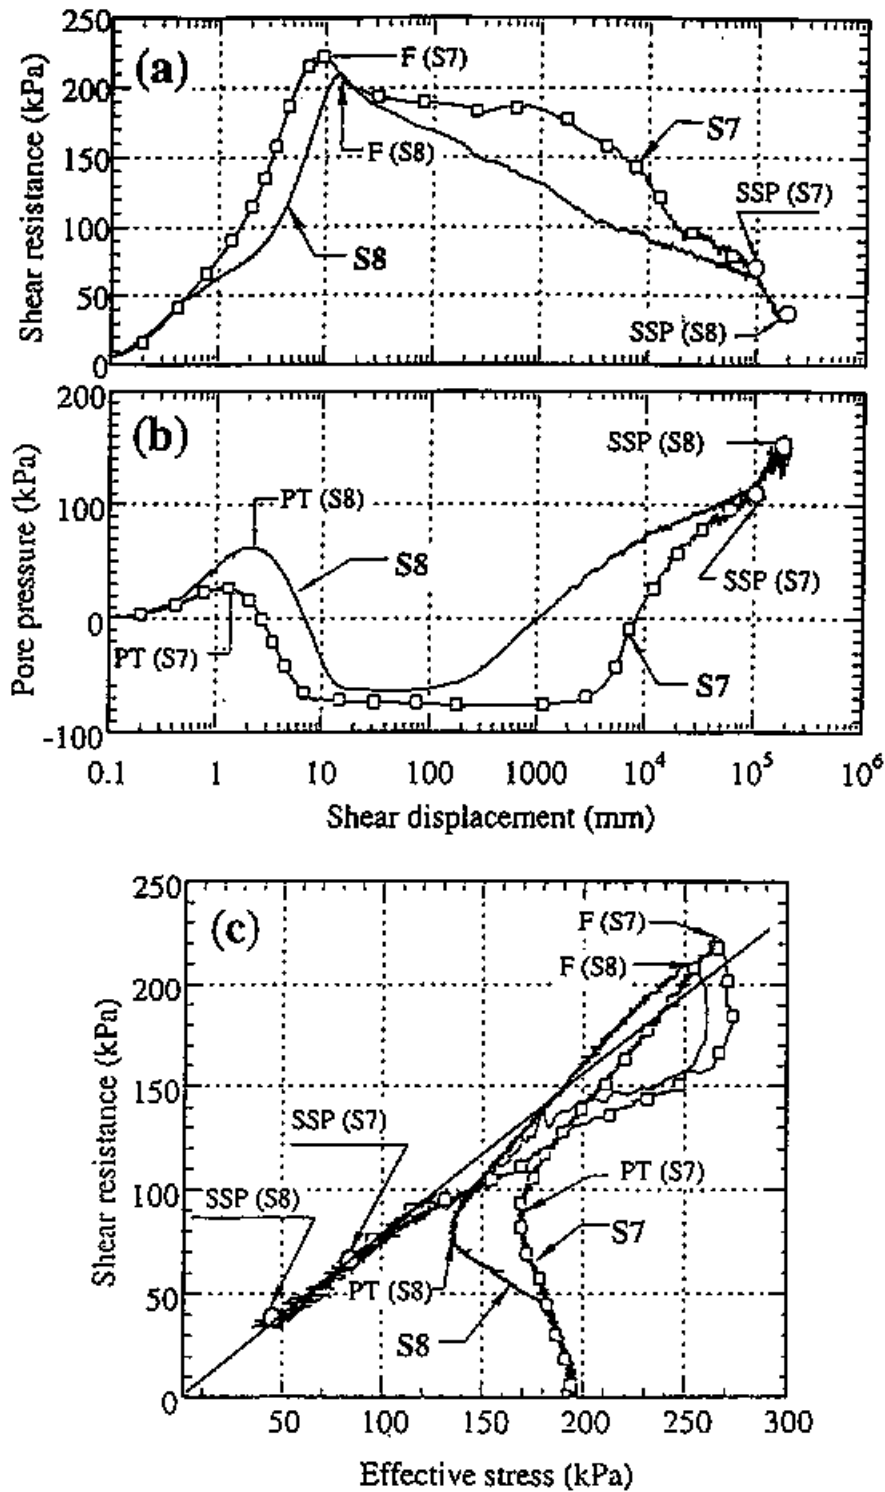 250
(a)
F (S7)
200
S7
150
F (S8)
SSP (S7)
100
S8
50
SSP (S8)
0
Shear resistance (kPa)
200
(b)
SSP (S8)
PT (S8)
100
S8
SSP (S7)
0
PT (S7)
S7
-100
Pore pressure (kPa)
0.1 1 10 100 1000 10⁴ 10⁵ 10⁶
Shear displacement (mm)
250
(c)
F (S7)
F (S8)
200
150
SSP (S7)
PT (S7)
SSP (S8)
100
S7
PT (S8)
50
S8
0
Shear resistance (kPa)
50 100 150 200 250 300
Effective stress (kPa)